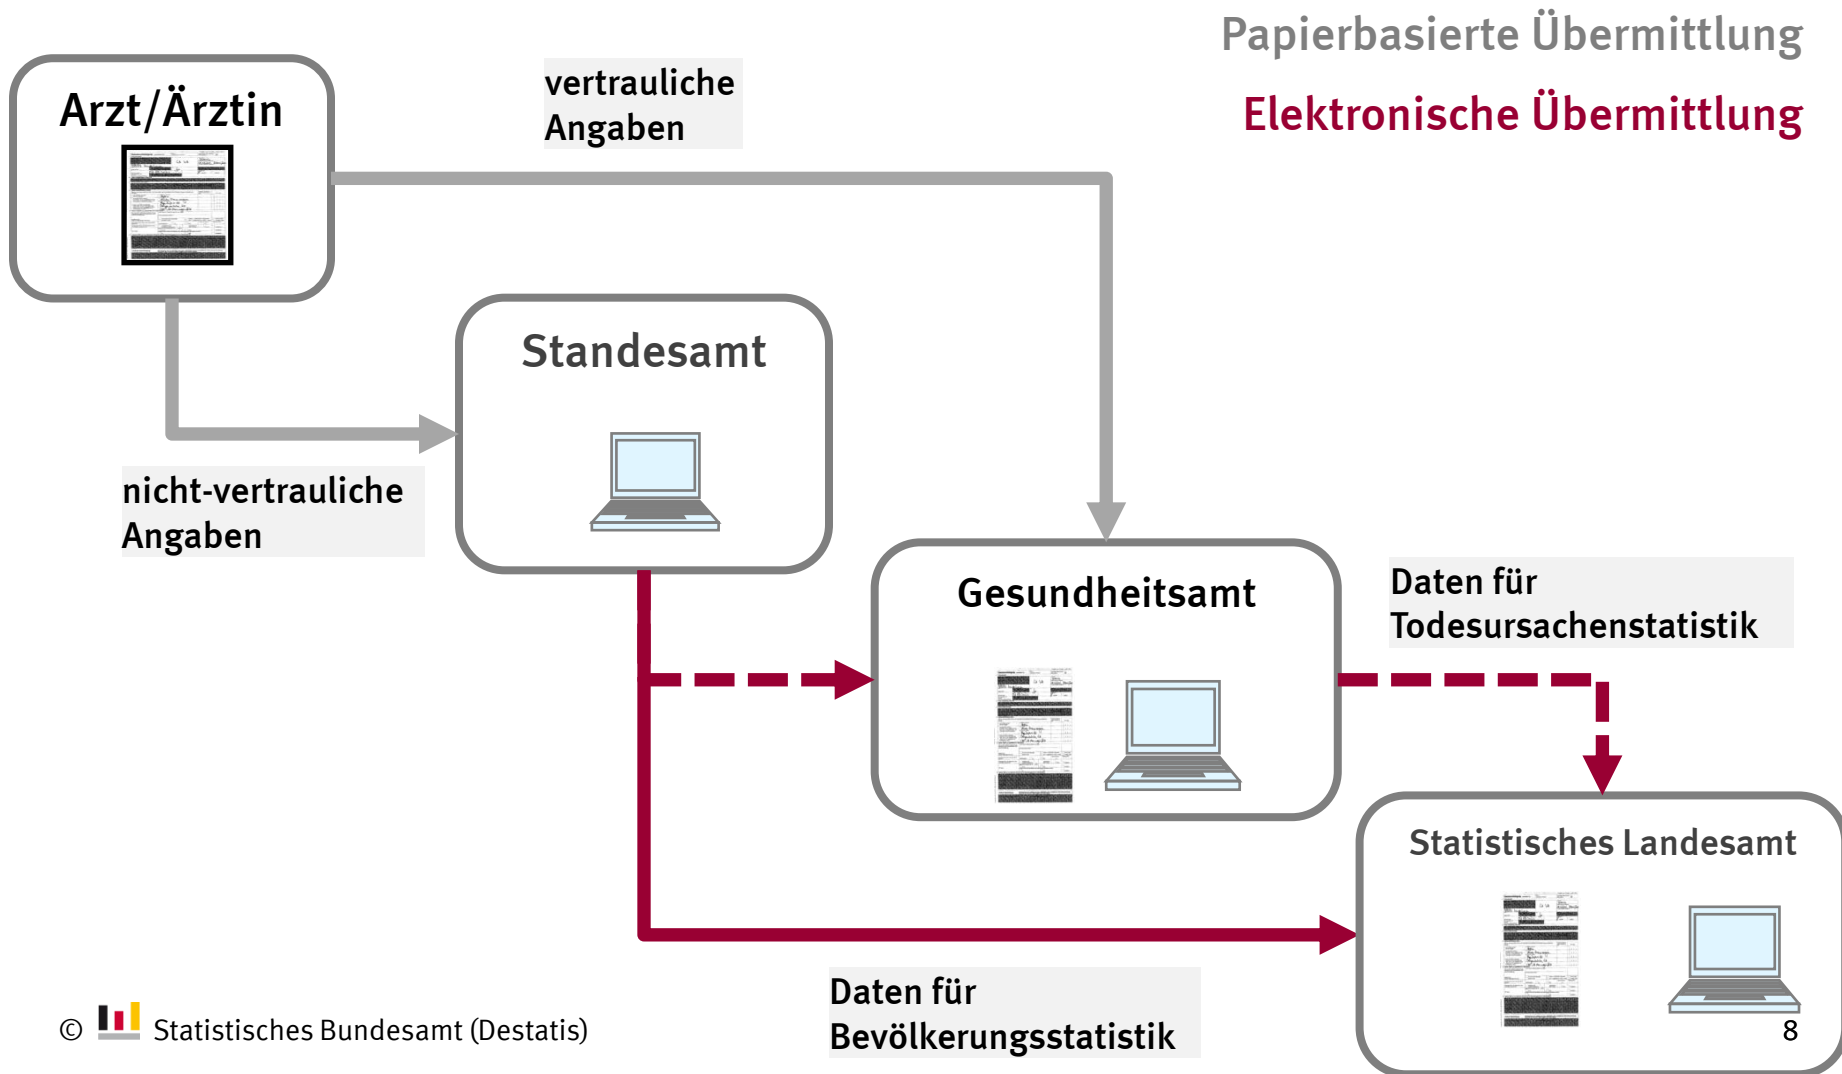 Papierbasierte Übermittlung
Elektronische Übermittlung
Arzt/Ärztin
vertrauliche
Angaben
Standesamt
nicht-vertrauliche
Angaben
Gesundheitsamt
Daten für
Todesursachenstatistik
Statistisches Landesamt
Daten für
Bevölkerungsstatistik
© Statistisches Bundesamt (Destatis)
8